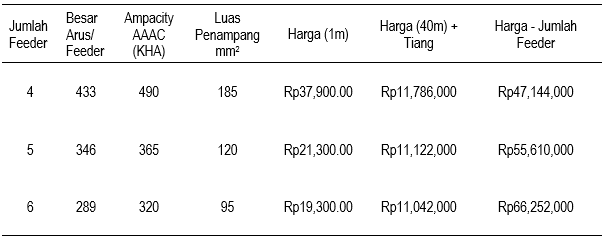 Jumlah Feeder Besar Arus/ Feeder Ampacity AAAC (KHA) Luas Penampang mm² Harga (1m) Harga (40m) + Tiang Harga - Jumlah Feeder
4 433 490 185 Rp37,900.00 Rp11,786,000 Rp47,144,000
5 346 365 120 Rp21,300.00 Rp11,122,000 Rp55,610,000
6 289 320 95 Rp19,300.00 Rp11,042,000 Rp66,252,000